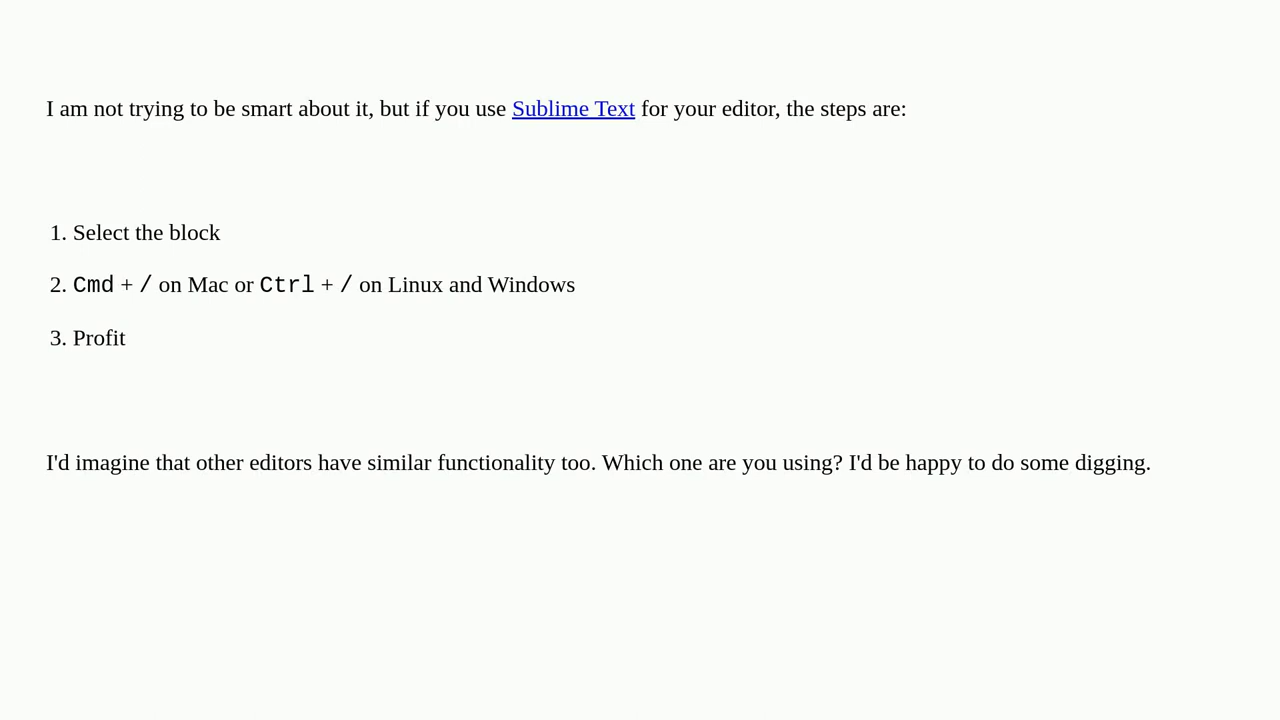 I am not trying to be smart about it, but if you use Sublime Text for your editor, the steps are:
1. Select the block
2. Cmd + / on Mac or Ctrl + / on Linux and Windows
3. Profit
I'd imagine that other editors have similar functionality too. Which one are you using? I'd be happy to do some digging.